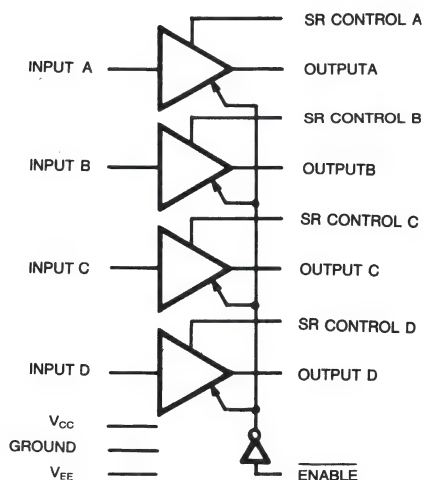 SR CONTROL A
INPUT A
OUTPUTA
SR CONTROL B
INPUT B
OUTPUTB
SR CONTROL C
INPUT C
OUTPUT C
SR CONTROL D
INPUT D
OUTPUT D
VCC
GROUND
VEE
ENABLE